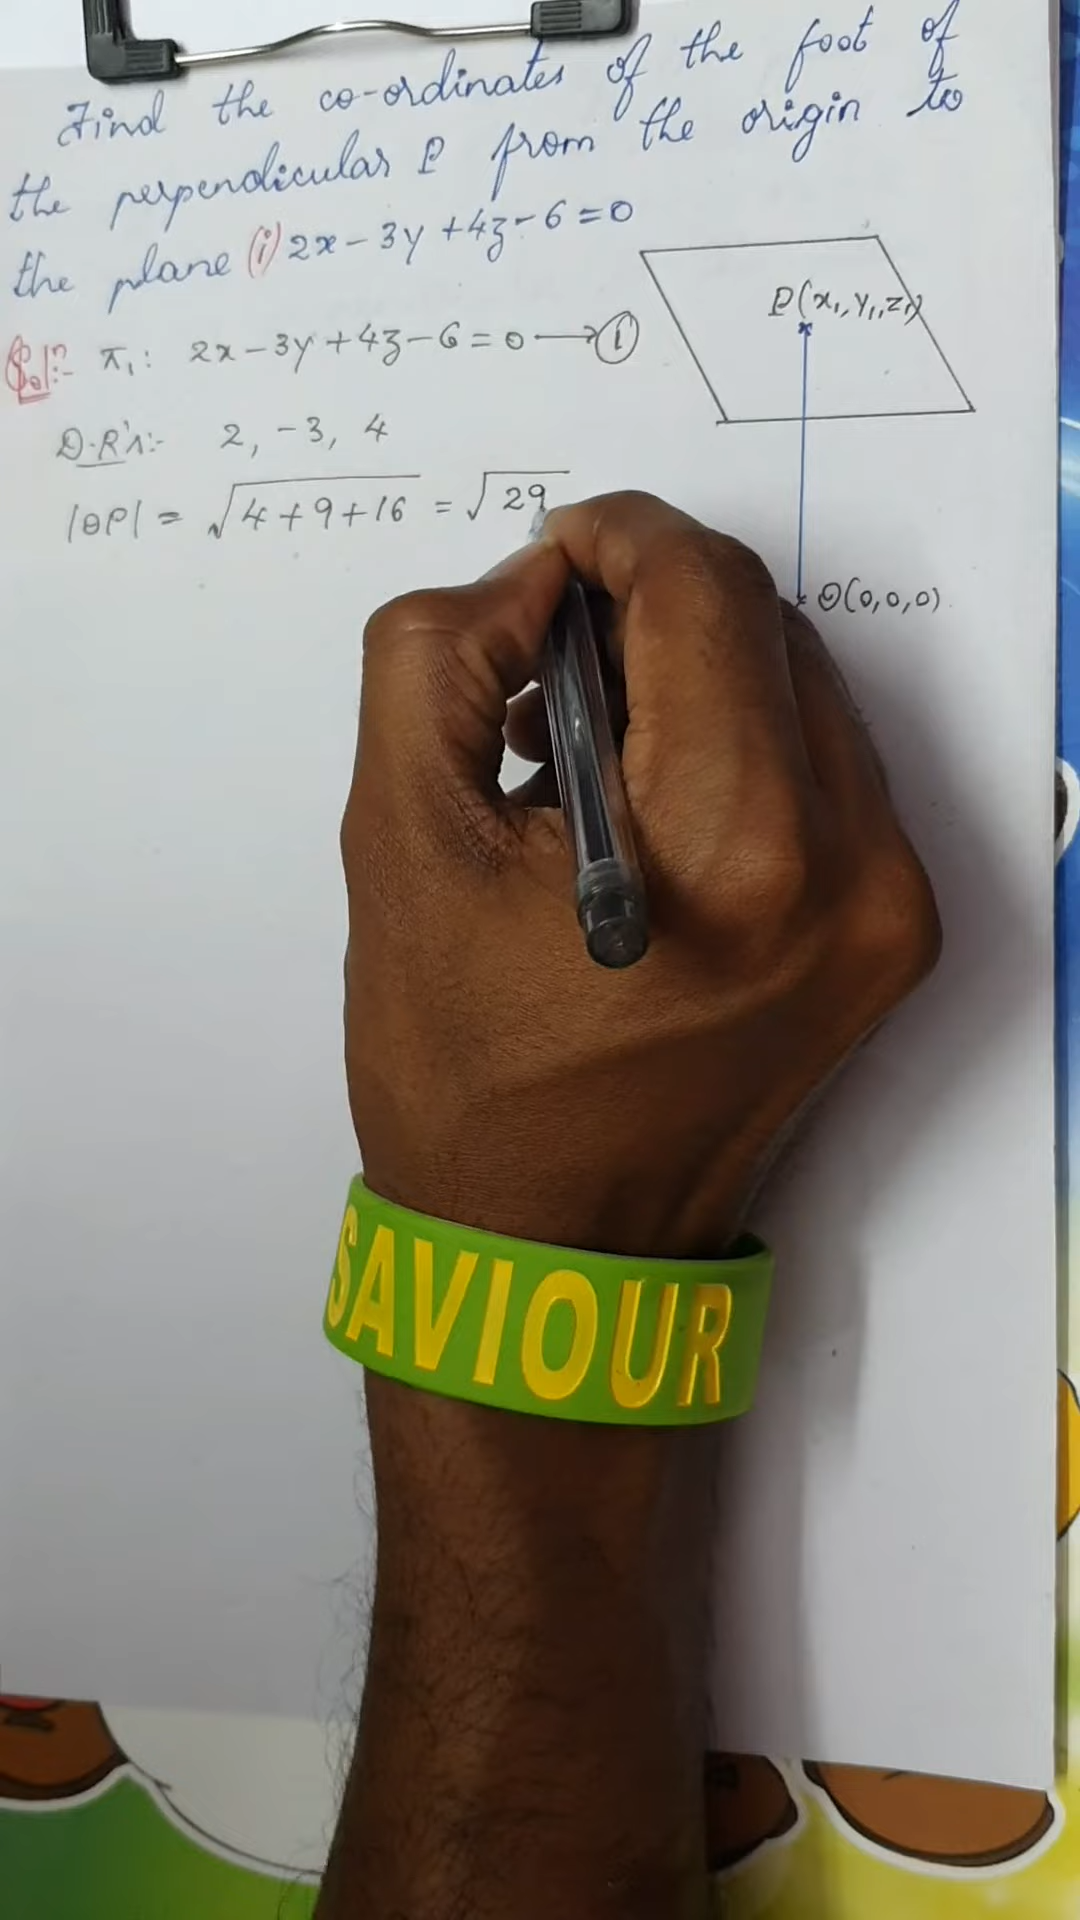 Find the co-ordinates of the foot of
the perpendicular P from the origin to
the plane (i) 2x - 3y + 4z - 6 = 0
P(x₁, y₁, z₁)
Sol:- π₁: 2x - 3y + 4z - 6 = 0 → ①
D.R's:- 2, -3, 4
|OP| = √4+9+16 = √29
O(0,0,0)
SAVIOUR